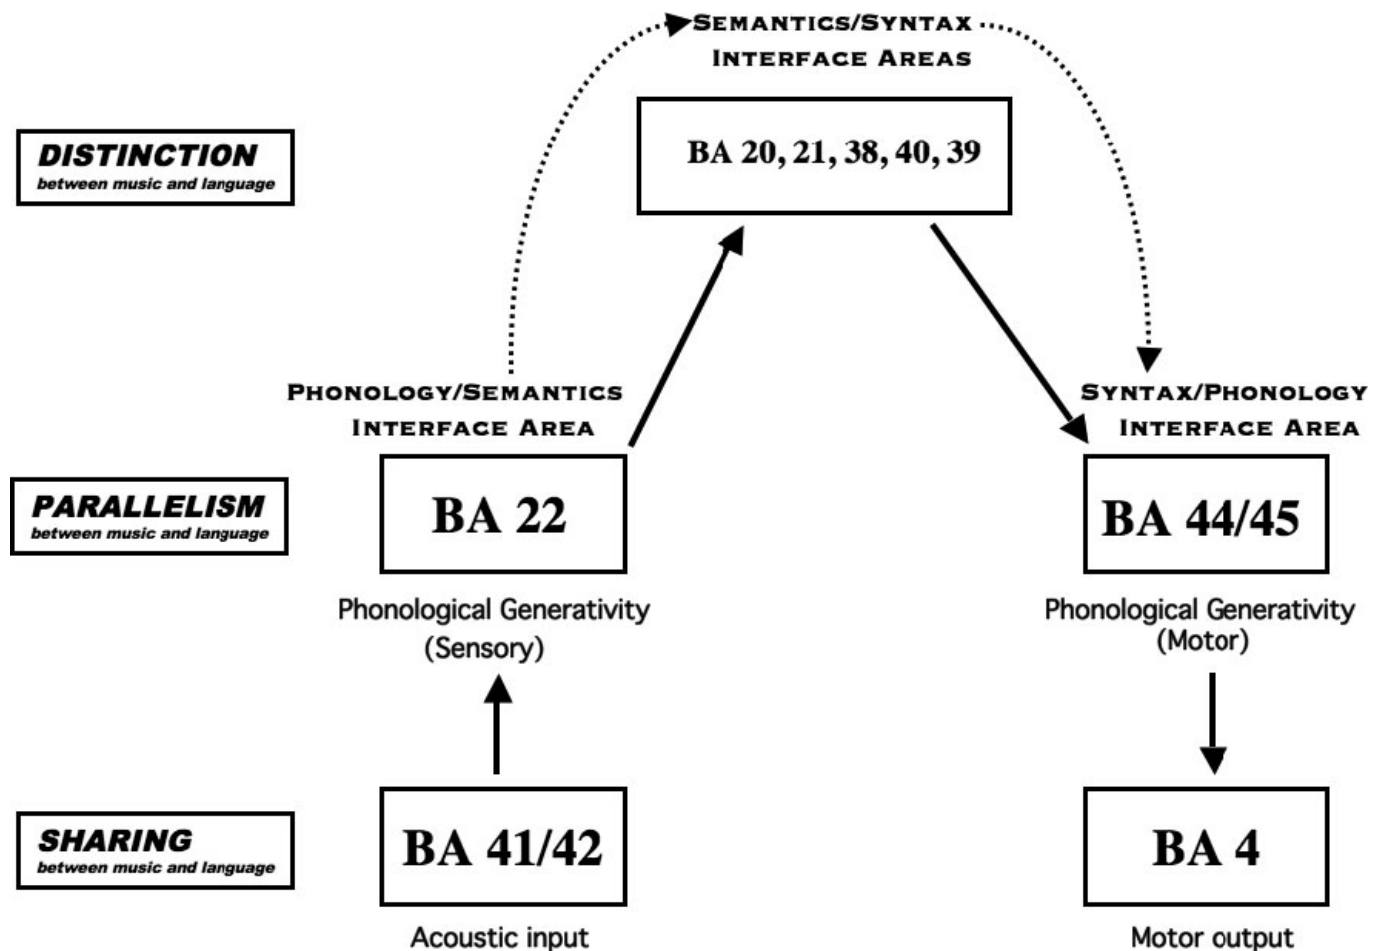 SEMANTICS/SYNTAX
INTERFACE AREAS
DISTINCTION
between music and language
BA 20, 21, 38, 40, 39
PHONOLOGY/SEMANTICS
INTERFACE AREA
SYNTAX/PHONOLOGY
INTERFACE AREA
PARALLELISM
between music and language
BA 22
BA 44/45
Phonological Generativity
(Sensory)
Phonological Generativity
(Motor)
SHARING
between music and language
BA 41/42
BA 4
Acoustic input
Motor output